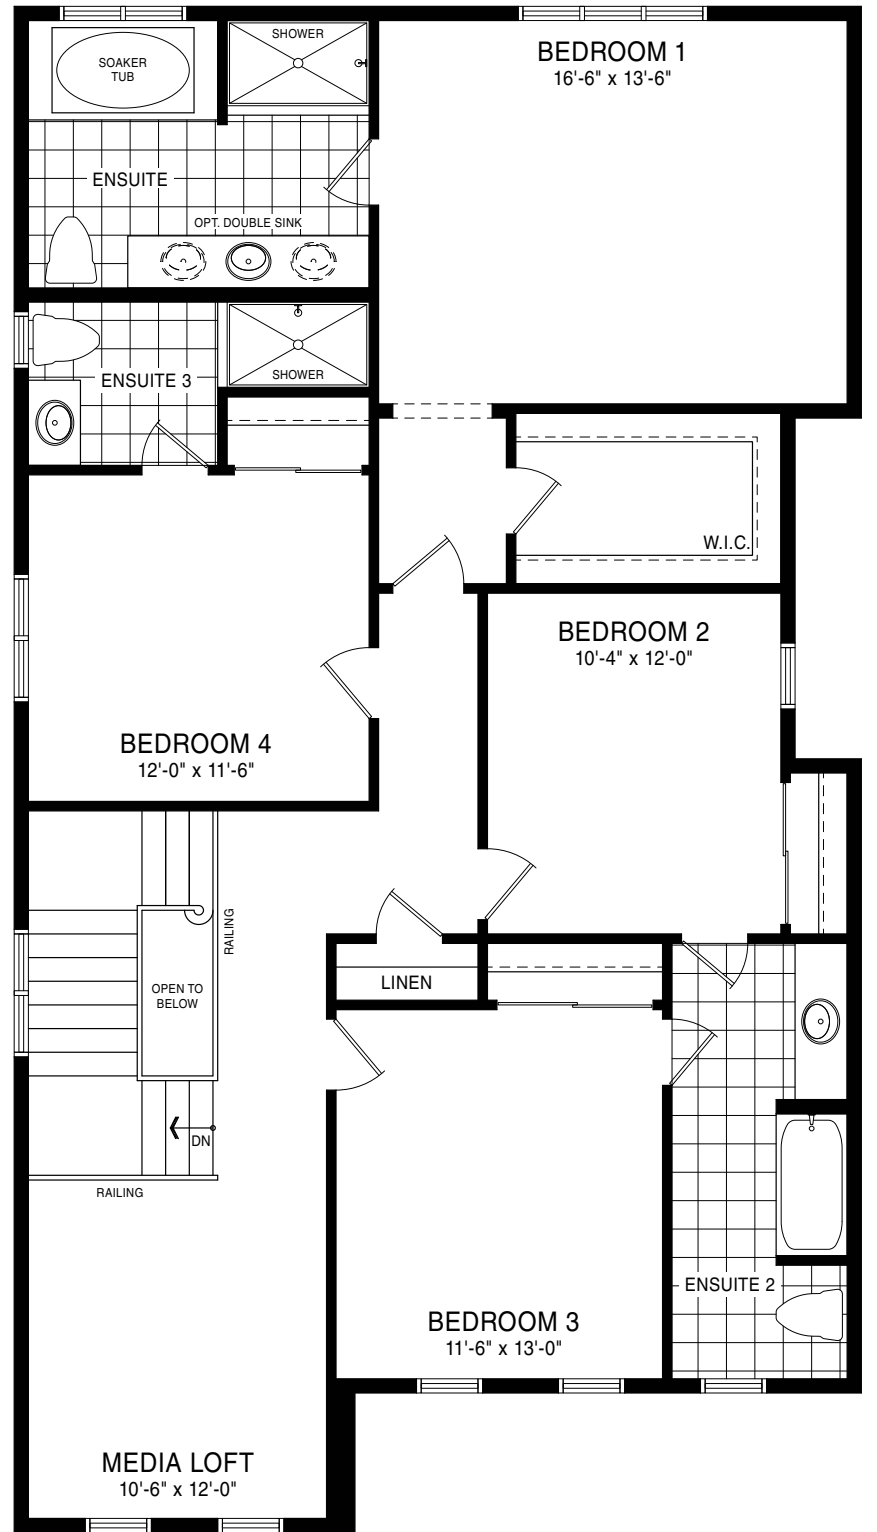 SHOWER
SOAKER
TUB
BEDROOM 1
16'-6" x 13'-6"
ENSUITE
OPT. DOUBLE SINK
ENSUITE 3
SHOWER
W.I.C.
BEDROOM 2
10'-4" x 12'-0"
BEDROOM 4
12'-0" x 11'-6"
RAILING
OPEN TO
BELOW
LINEN
DN
RAILING
ENSUITE 2
BEDROOM 3
11'-6" x 13'-0"
MEDIA LOFT
10'-6" x 12'-0"